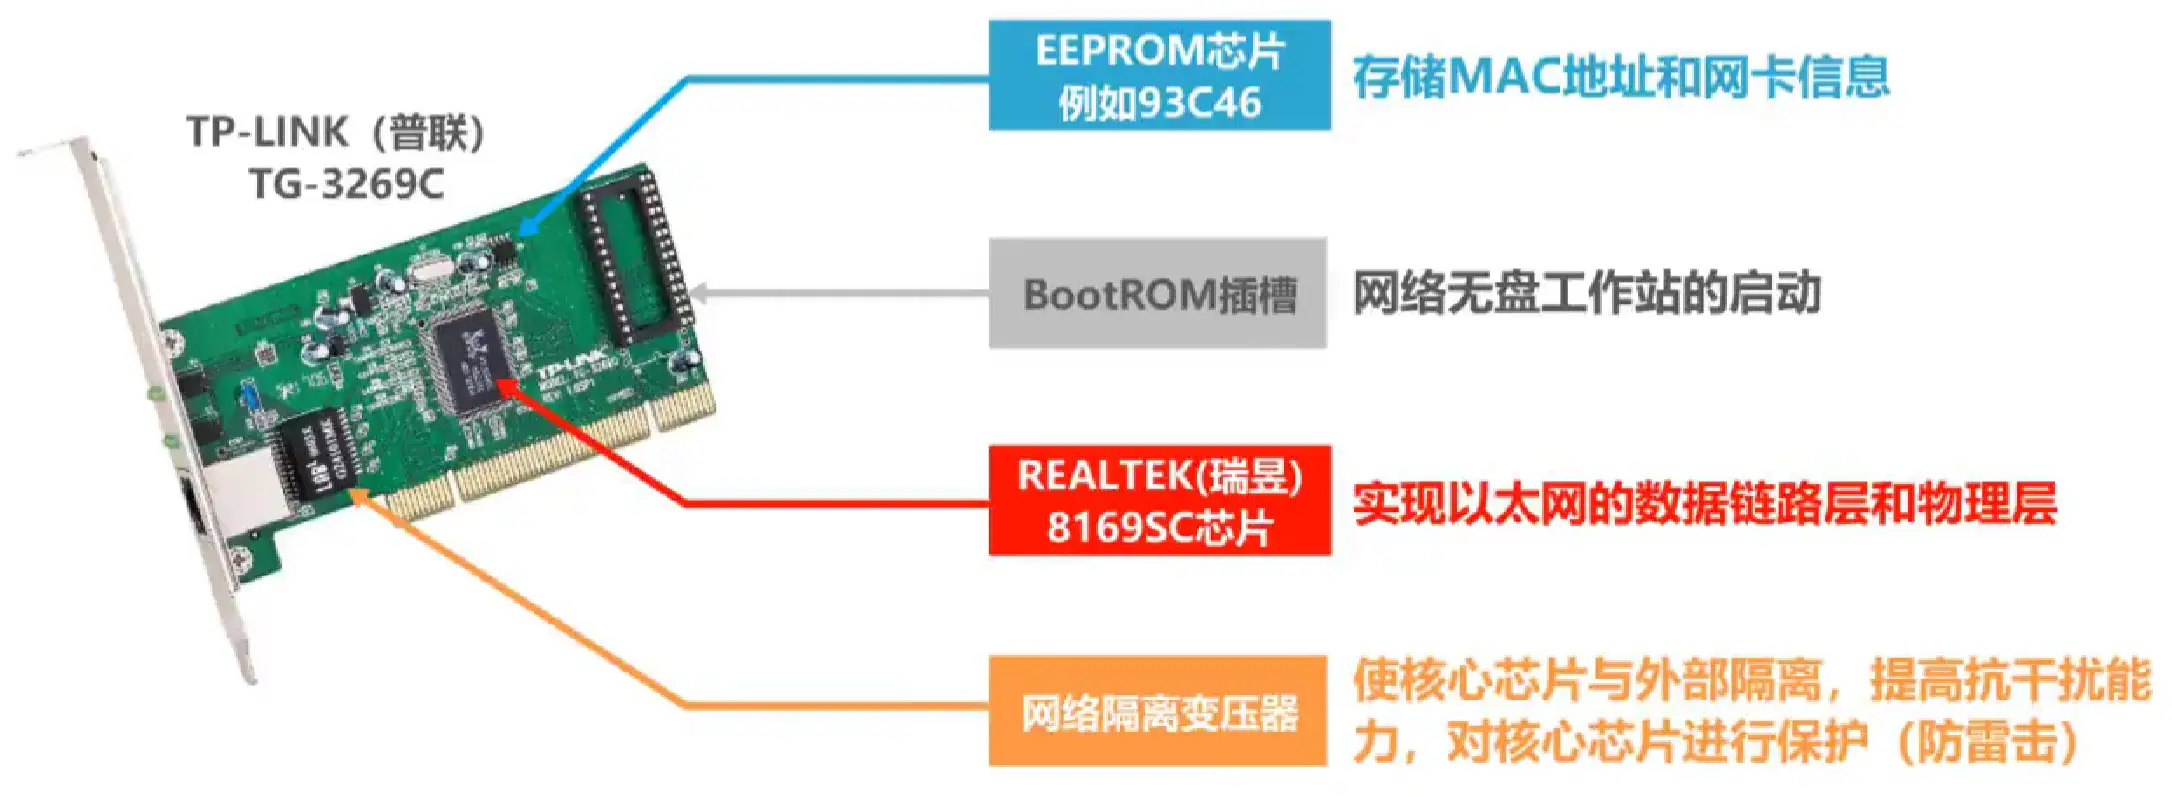 TP-LINK（普联）
TG-3269C
EEPROM芯片
例如93C46
存储MAC地址和网卡信息
BootROM插槽
网络无盘工作站的启动
REALTEK(瑞昱)
8169SC芯片
实现以太网的数据链路层和物理层
网络隔离变压器
使核心芯片与外部隔离，提高抗干扰能
力，对核心芯片进行保护（防雷击）
TP-LINK